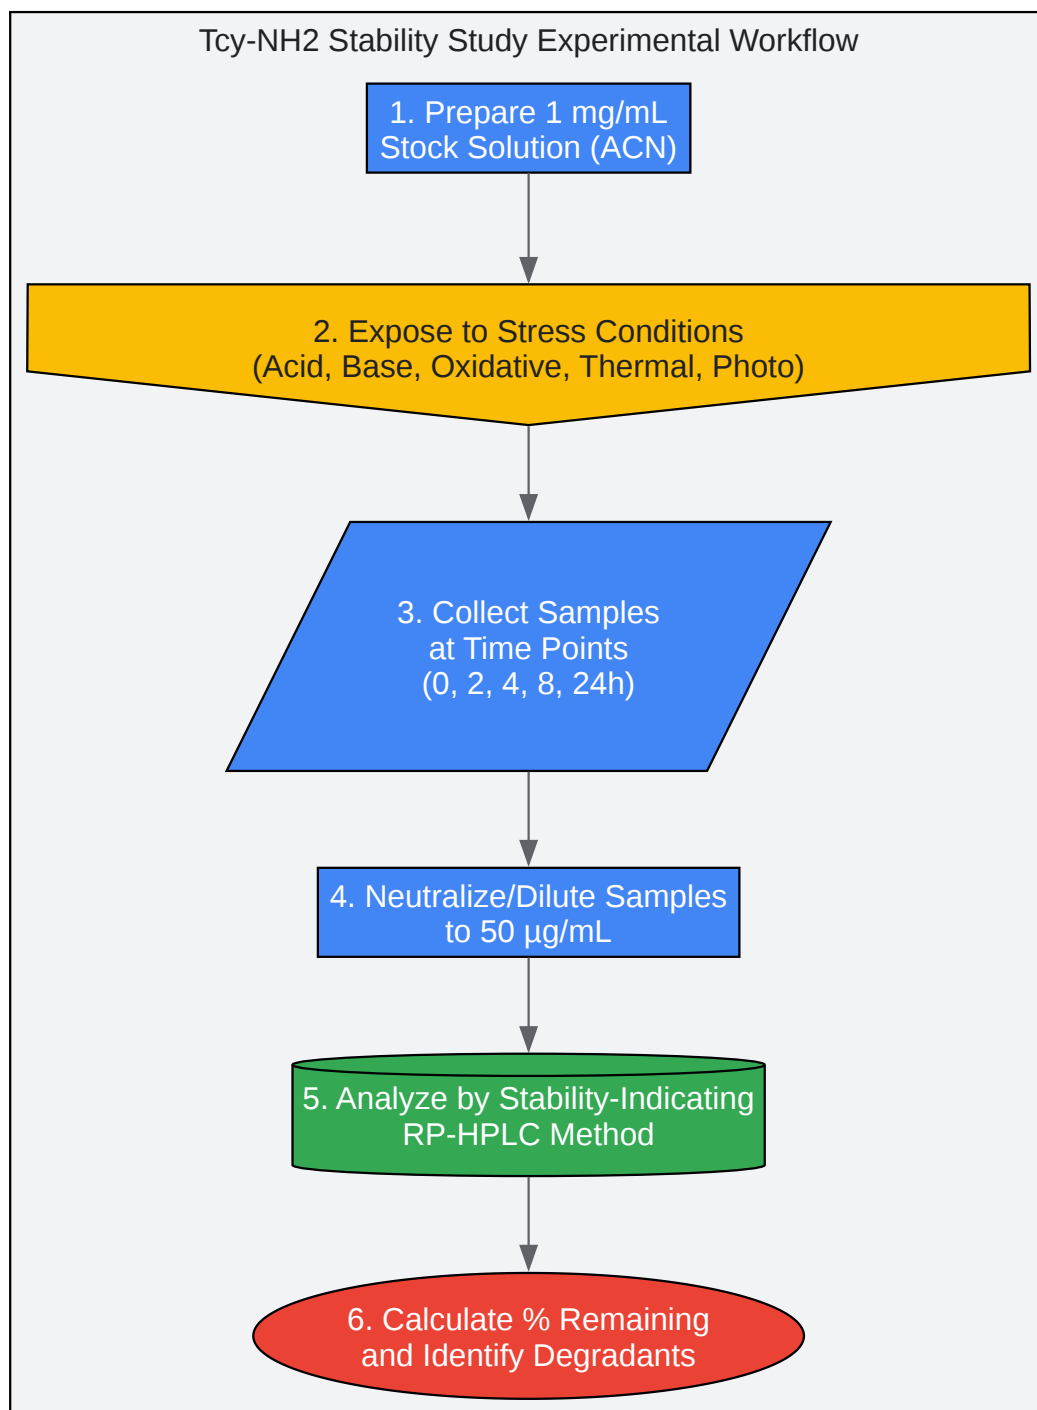 Tcy-NH2 Stability Study Experimental Workflow
1. Prepare 1 mg/mL
Stock Solution (ACN)
2. Expose to Stress Conditions
(Acid, Base, Oxidative, Thermal, Photo)
3. Collect Samples
at Time Points
(0, 2, 4, 8, 24h)
4. Neutralize/Dilute Samples
to 50 µg/mL
5. Analyze by Stability-Indicating
RP-HPLC Method
6. Calculate % Remaining
and Identify Degradants